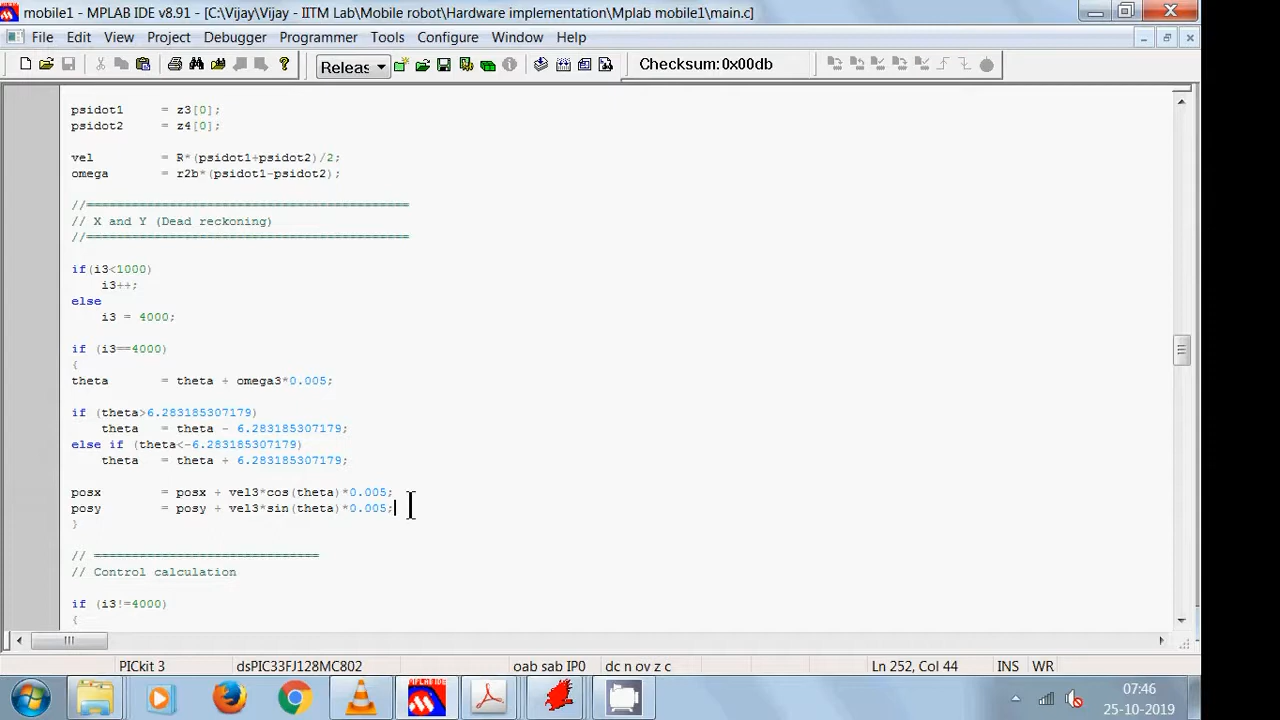 mobile1 - MPLAB IDE v8.91 - [C:\Vijay\Vijay - IITM Lab\Mobile robot\Hardware implementation\Mplab mobile1\main.c]
File Edit View Project Debugger Programmer Tools Configure Window Help
Releas Checksum: 0x00db
psidot1 = z3[0];
psidot2 = z4[0];
vel = R*(psidot1+psidot2)/2;
omega = r2b*(psidot1-psidot2);
//==========================================
// X and Y (Dead reckoning)
//==========================================
if(i3<1000)
i3++;
else
i3 = 4000;
if (i3==4000)
{
theta = theta + omega3*0.005;
if (theta>6.283185307179)
theta = theta - 6.283185307179;
else if (theta<-6.283185307179)
theta = theta + 6.283185307179;
posx = posx + vel3*cos(theta)*0.005;
posy = posy + vel3*sin(theta)*0.005;
}
// ==============================
// Control calculation
if (i3!=4000)
{
PICkit 3 dsPIC33FJ128MC802 oab sab IP0 dc n ov z c Ln 252, Col 44 INS WR
MPLAB IDE
07:46
25-10-2019